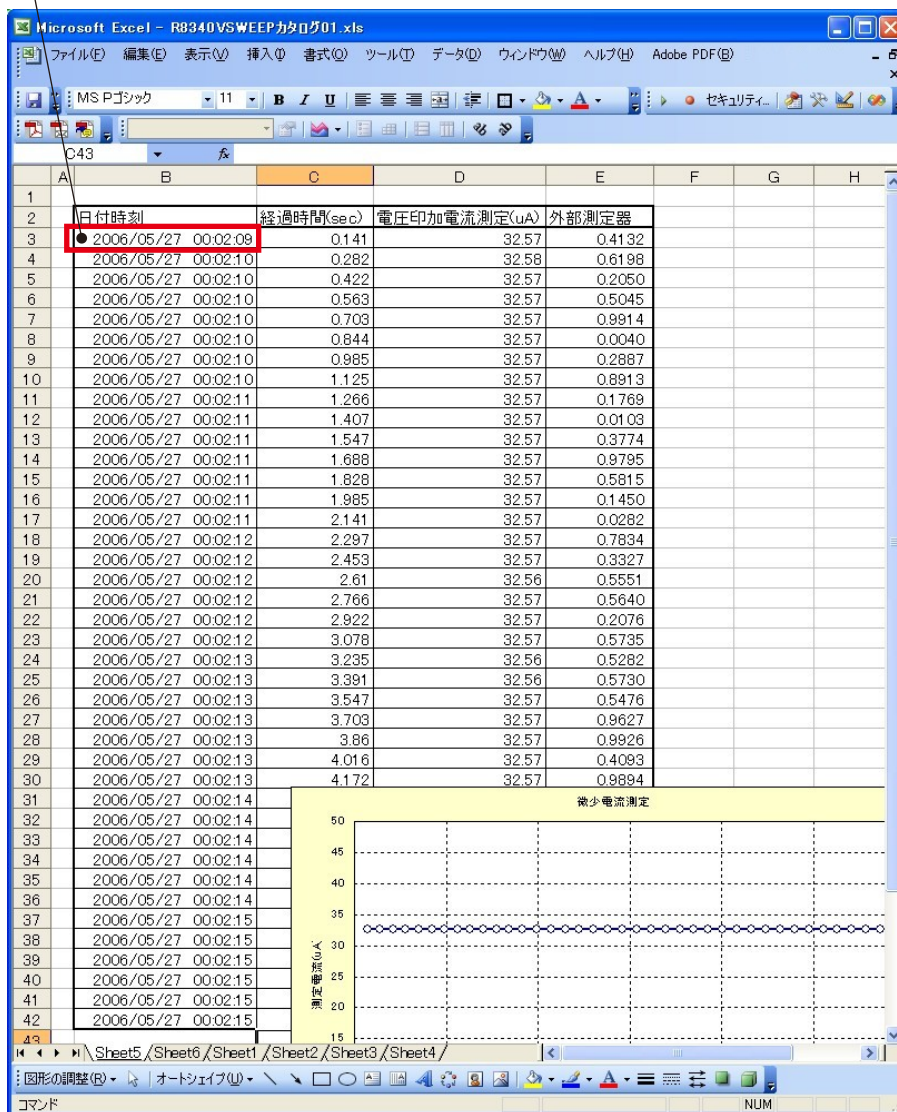 Microsoft Excel - R8340VSWEEPカタログ01.xls
ファイル(F) 編集(E) 表示(V) 挿入(I) 書式(O) ツール(T) データ(D) ウィンドウ(W) ヘルプ(H) Adobe PDF(B)
MS Pゴシック 11 B I U A セキュリティ...
C43 fx
A B C D E F G H
1
2 日付時刻 経過時間(sec) 電圧印加電流測定(uA) 外部測定器
3 2006/05/27 00:02:09 0.141 32.57 0.4132
4 2006/05/27 00:02:10 0.282 32.58 0.6198
5 2006/05/27 00:02:10 0.422 32.57 0.2050
6 2006/05/27 00:02:10 0.563 32.57 0.5045
7 2006/05/27 00:02:10 0.703 32.57 0.9914
8 2006/05/27 00:02:10 0.844 32.57 0.0040
9 2006/05/27 00:02:10 0.985 32.57 0.2887
10 2006/05/27 00:02:10 1.125 32.57 0.8913
11 2006/05/27 00:02:11 1.266 32.57 0.1769
12 2006/05/27 00:02:11 1.407 32.57 0.0103
13 2006/05/27 00:02:11 1.547 32.57 0.3774
14 2006/05/27 00:02:11 1.688 32.57 0.9795
15 2006/05/27 00:02:11 1.828 32.57 0.5815
16 2006/05/27 00:02:11 1.985 32.57 0.1450
17 2006/05/27 00:02:11 2.141 32.57 0.0282
18 2006/05/27 00:02:12 2.297 32.57 0.7834
19 2006/05/27 00:02:12 2.453 32.57 0.3327
20 2006/05/27 00:02:12 2.61 32.56 0.5551
21 2006/05/27 00:02:12 2.766 32.57 0.5640
22 2006/05/27 00:02:12 2.922 32.57 0.2076
23 2006/05/27 00:02:12 3.078 32.57 0.5735
24 2006/05/27 00:02:13 3.235 32.56 0.5282
25 2006/05/27 00:02:13 3.391 32.56 0.5730
26 2006/05/27 00:02:13 3.547 32.57 0.5476
27 2006/05/27 00:02:13 3.703 32.57 0.9627
28 2006/05/27 00:02:13 3.86 32.57 0.9926
29 2006/05/27 00:02:13 4.016 32.57 0.4093
30 2006/05/27 00:02:13 4.172 32.57 0.9894
31 2006/05/27 00:02:14
32 2006/05/27 00:02:14
33 2006/05/27 00:02:14
34 2006/05/27 00:02:14
35 2006/05/27 00:02:14
36 2006/05/27 00:02:14
37 2006/05/27 00:02:15
38 2006/05/27 00:02:15
39 2006/05/27 00:02:15
40 2006/05/27 00:02:15
41 2006/05/27 00:02:15
42 2006/05/27 00:02:15
43
微少電流測定
50
45
40
35
30
25
20
15
測定電流(uA)
Sheet5 Sheet6 Sheet1 Sheet2 Sheet3 Sheet4
図形の調整(R) オートシェイプ(U) A
コマンド NUM